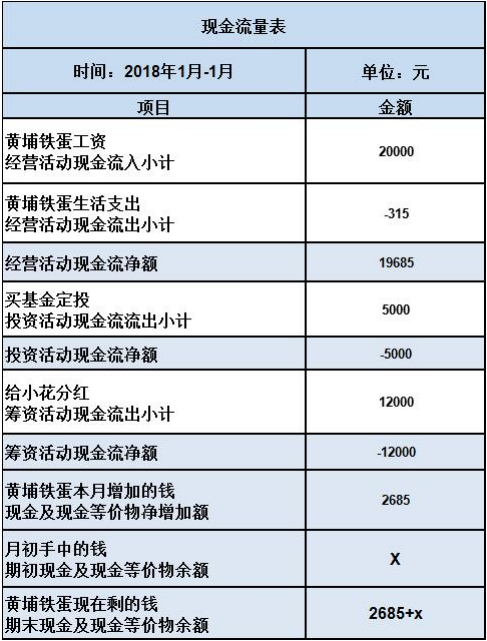 现金流量表
时间：2018年1月-1月 单位：元
项目 金额
黄埔铁蛋工资
经营活动现金流入小计 20000
黄埔铁蛋生活支出
经营活动现金流出小计 -315
经营活动现金流净额 19685
买基金定投
投资活动现金流流出小计 5000
投资活动现金流净额 -5000
给小花分红
筹资活动现金流出小计 12000
筹资活动现金流净额 -12000
黄埔铁蛋本月增加的钱
现金及现金等价物净增加额 2685
月初手中的钱
期初现金及现金等价物余额 X
黄埔铁蛋现在剩的钱
期末现金及现金等价物余额 2685+x